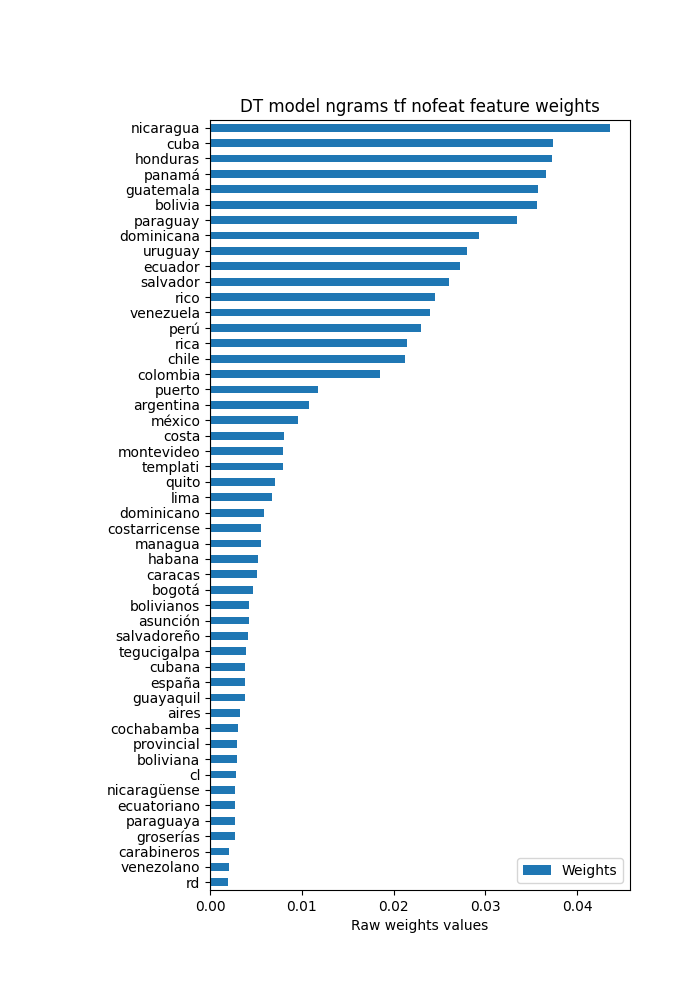 DT model ngrams tf nofeat feature weights
nicaragua
cuba
honduras
panamá
guatemala
bolivia
paraguay
dominicana
uruguay
ecuador
salvador
rico
venezuela
perú
rica
chile
colombia
puerto
argentina
méxico
costa
montevideo
templati
quito
lima
dominicano
costarricense
managua
habana
caracas
bogotá
bolivianos
asunción
salvadoreño
tegucigalpa
cubana
españa
guayaquil
aires
cochabamba
provincial
boliviana
cl
nicaragüense
ecuatoriano
paraguaya
groserías
carabineros
venezolano
rd
Weights
0.00 0.01 0.02 0.03 0.04
Raw weights values